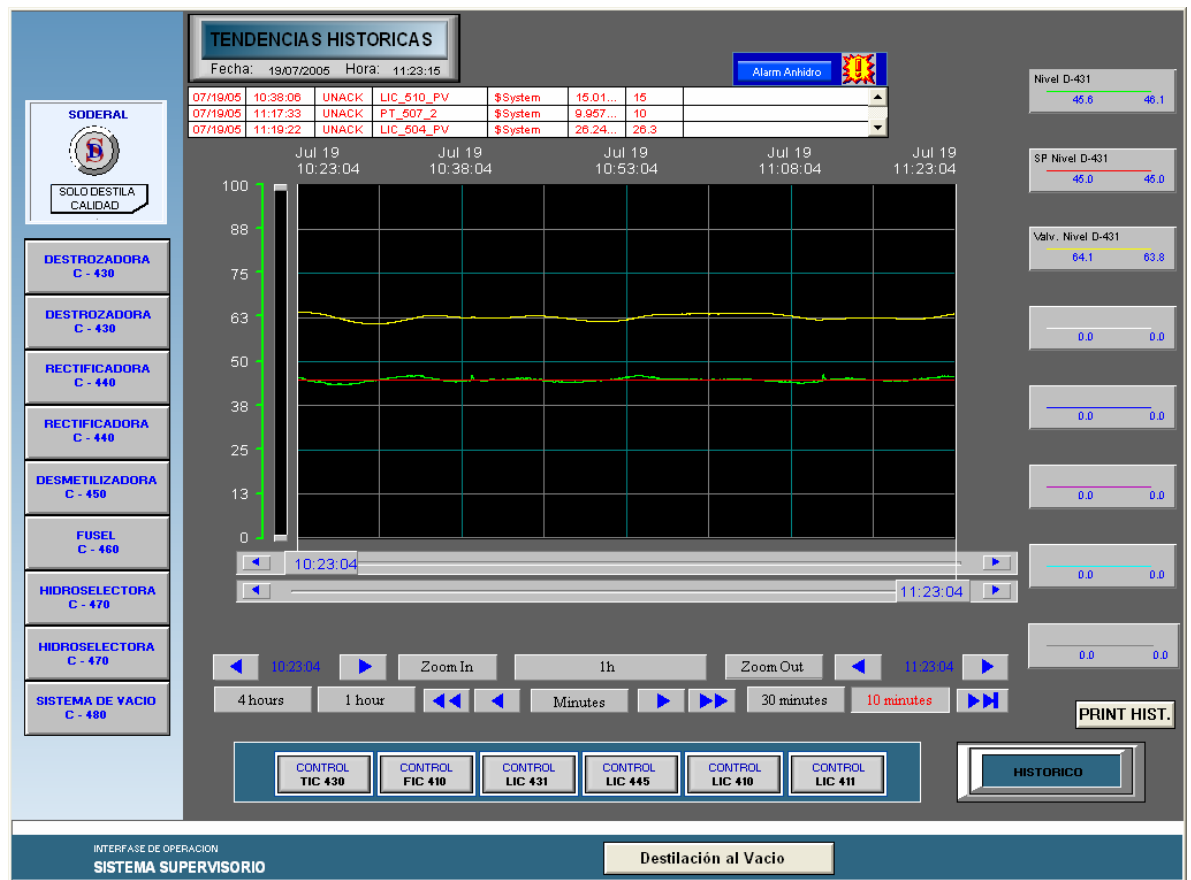 TENDENCIAS HISTORICAS
Fecha: 19/07/2005 Hora: 11:23:15
Alarm Anhidro
07/19/05 10:38:06 UNACK LIC_510_PV $System 15.01... 15
07/19/05 11:17:33 UNACK PT_507_2 $System 9.957... 10
07/19/05 11:19:22 UNACK LIC_504_PV $System 26.24... 26.3
SODERAL
SD
SOLO DESTILA
CALIDAD
DESTROZADORA
C - 430
DESTROZADORA
C - 430
RECTIFICADORA
C - 440
RECTIFICADORA
C - 440
DESMETILIZADORA
C - 450
FUSEL
C - 460
HIDROSELECTORA
C - 470
HIDROSELECTORA
C - 470
SISTEMA DE VACIO
C - 480
Jul 19 Jul 19 Jul 19 Jul 19 Jul 19
10:23:04 10:38:04 10:53:04 11:08:04 11:23:04
100
88
75
63
50
38
25
13
0
10:23:04
11:23:04
Nivel D-431
45.6 46.1
SP Nivel D-431
45.0 45.0
Valv. Nivel D-431
64.1 63.8
0.0 0.0
0.0 0.0
0.0 0.0
0.0 0.0
0.0 0.0
10:23:04 Zoom In 1h Zoom Out 11:23:04
4 hours 1 hour Minutes 30 minutes 10 minutes
PRINT HIST.
CONTROL
TIC 430
CONTROL
FIC 410
CONTROL
LIC 431
CONTROL
LIC 445
CONTROL
LIC 410
CONTROL
LIC 411
HISTORICO
INTERFASE DE OPERACION
SISTEMA SUPERVISORIO
Destilación al Vacio